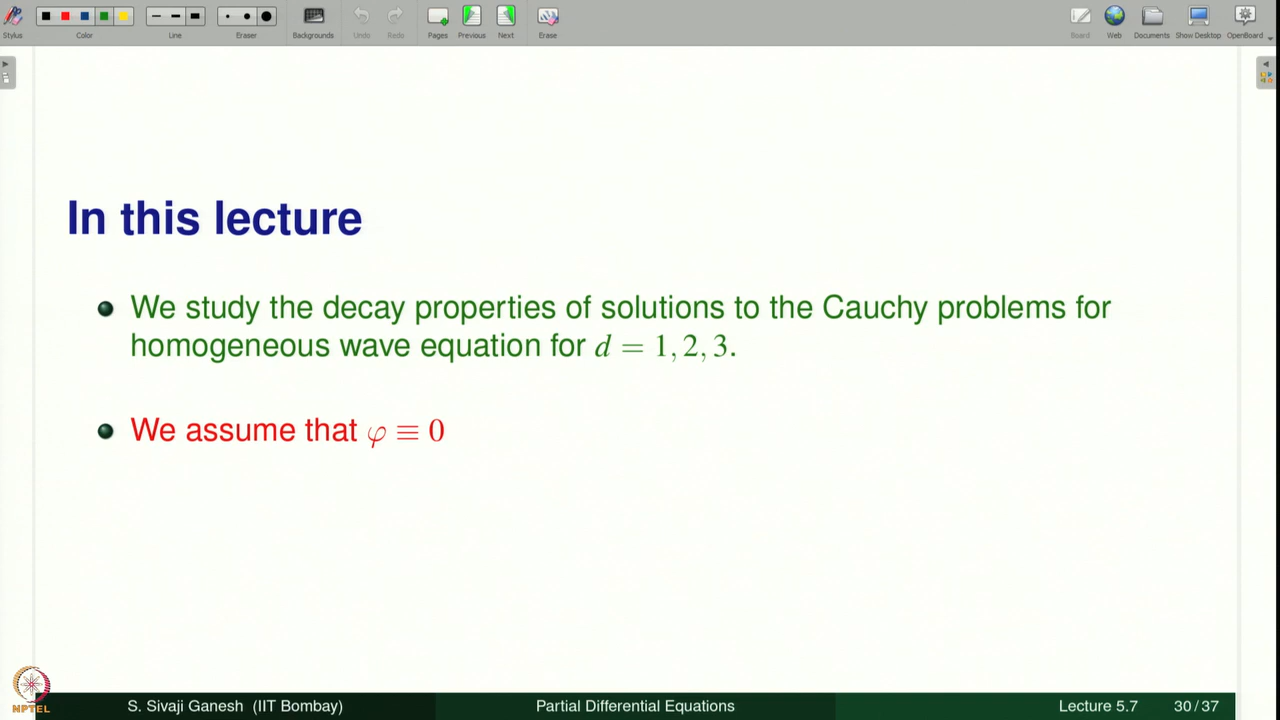 Stylus Color Line Eraser Backgrounds Undo Redo Pages Previous Next Erase Board Web Documents Show Desktop OpenBoard
In this lecture
We study the decay properties of solutions to the Cauchy problems for
homogeneous wave equation for d = 1, 2, 3.
We assume that φ ≡ 0
NPTEL
S. Sivaji Ganesh (IIT Bombay) Partial Differential Equations Lecture 5.7 30/37